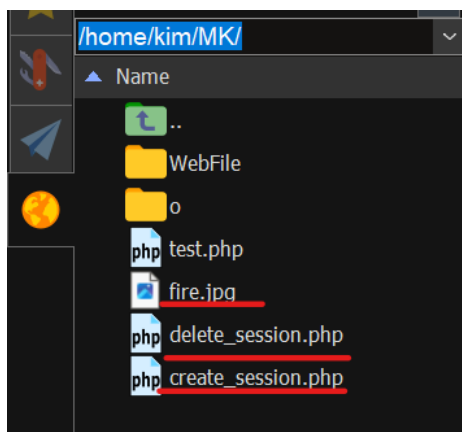 /home/kim/MK/
Name
..
WebFile
o
php test.php
fire.jpg
php delete_session.php
php create_session.php